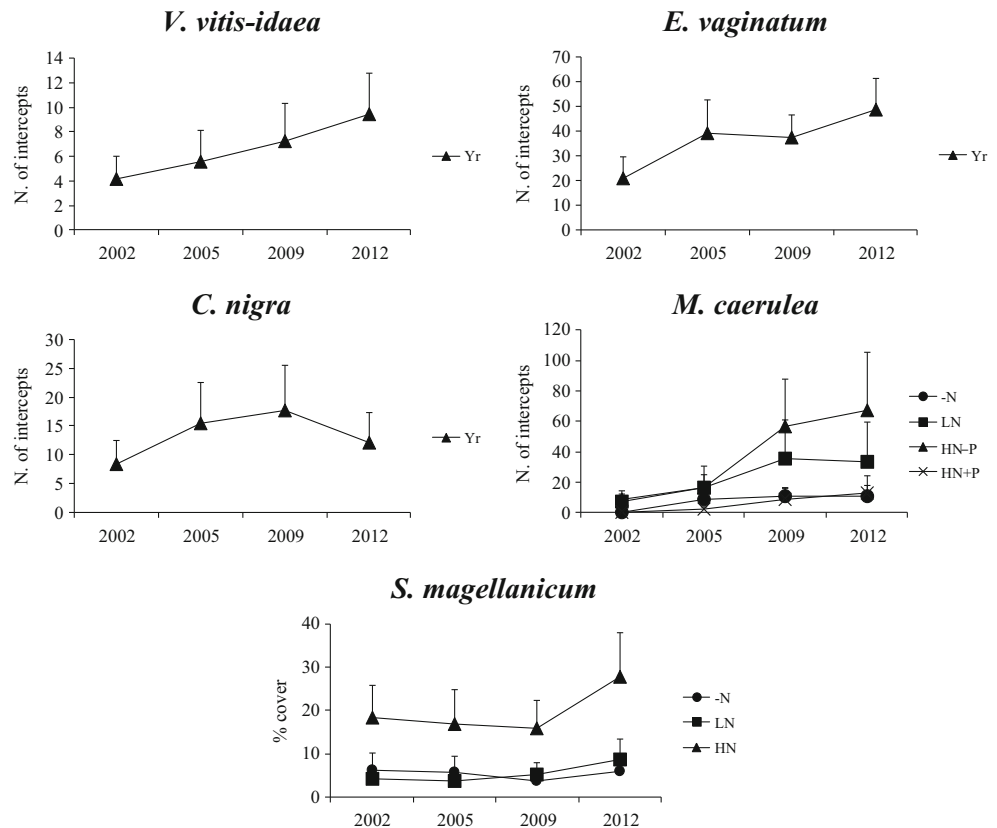 V. vitis-idaea
N. of intercepts
14
12
10
8
6
4
2
0
2002 2005 2009 2012
Yr
E. vaginatum
N. of intercepts
70
60
50
40
30
20
10
0
2002 2005 2009 2012
Yr
C. nigra
N. of intercepts
30
25
20
15
10
5
0
2002 2005 2009 2012
Yr
M. caerulea
N. of intercepts
120
100
80
60
40
20
0
2002 2005 2009 2012
-N
LN
HN–P
HN+P
S. magellanicum
% cover
40
30
20
10
0
2002 2005 2009 2012
-N
LN
HN